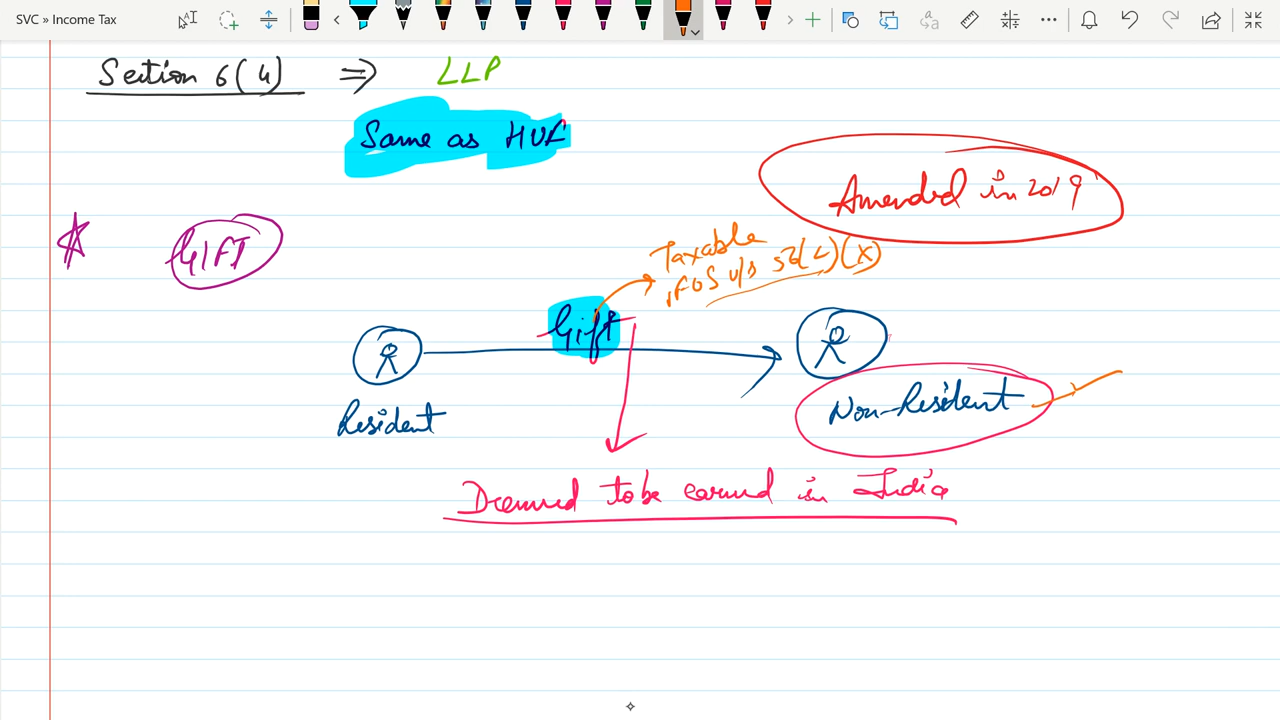 SVC » Income Tax
Section 6(4) ⇒ LLP
Same as HUF
Amended in 2019
GIFT
Taxable
IFOS u/s 56(2)(X)
Gift
Resident
Non-Resident
Deemed to be earned in India